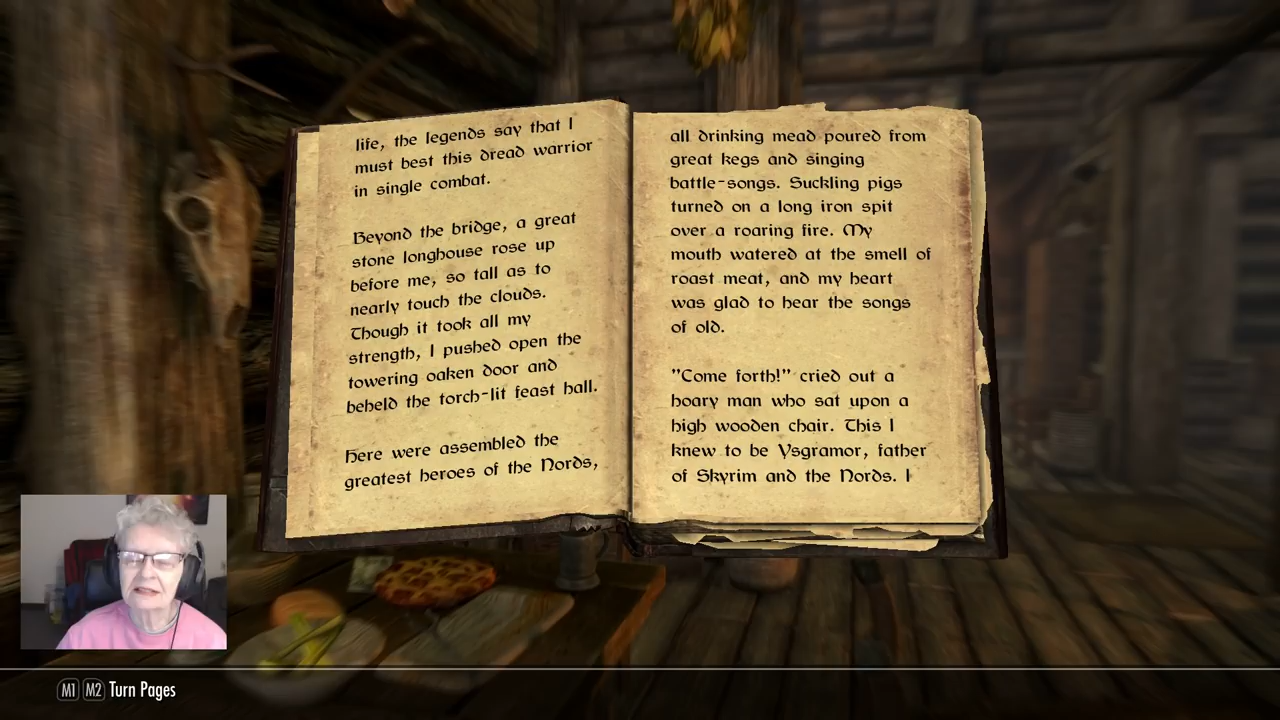 life, the legends say that I
must best this dread warrior
in single combat.
Beyond the bridge, a great
stone longhouse rose up
before me, so tall as to
nearly touch the clouds.
Though it took all my
strength, I pushed open the
towering oaken door and
beheld the torch-lit feast hall.
Here were assembled the
greatest heroes of the Nords,
all drinking mead poured from
great kegs and singing
battle-songs. Suckling pigs
turned on a long iron spit
over a roaring fire. My
mouth watered at the smell of
roast meat, and my heart
was glad to hear the songs
of old.
"Come forth!" cried out a
hoary man who sat upon a
high wooden chair. This I
knew to be Ysgramor, father
of Skyrim and the Nords. I
M1 M2 Turn Pages